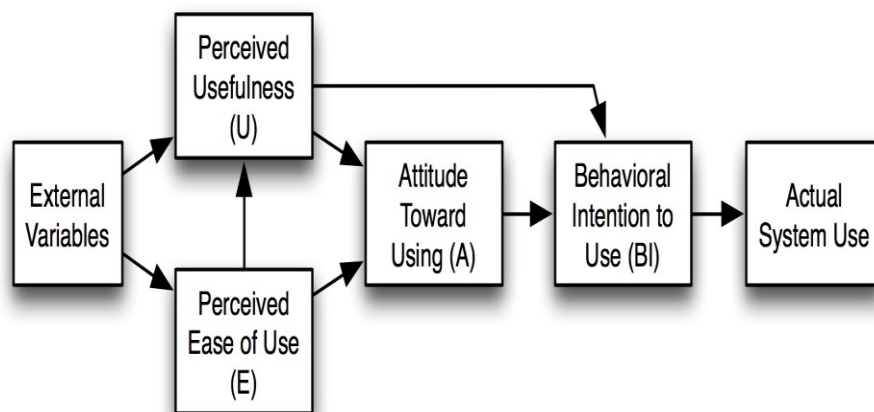 Perceived
Usefulness
(U)
External
Variables
Perceived
Ease of Use
(E)
Attitude
Toward
Using (A)
Behavioral
Intention to
Use (BI)
Actual
System Use